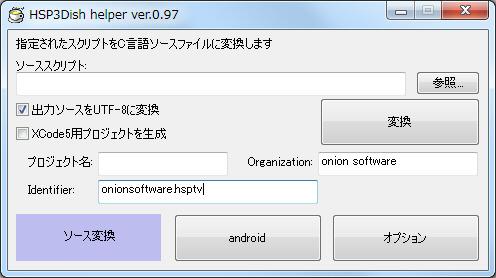 HSP3Dish helper ver.0.97
指定されたスクリプトをC言語ソースファイルに変換します
ソーススクリプト:
参照...
出力ソースをUTF-8に変換
変換
XCode5用プロジェクトを生成
プロジェクト名: Organization: onion software
Identifier: onionsoftware.hsptv
ソース変換 android オプション